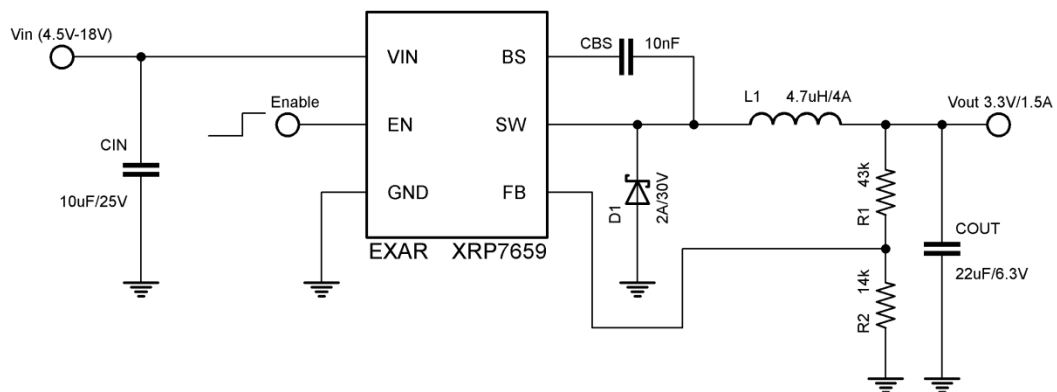 Vin (4.5V-18V)
CIN
10uF/25V
Enable
VIN
EN
GND
BS
SW
FB
EXAR XRP7659
CBS 10nF
D1
2A/30V
L1 4.7uH/4A
Vout 3.3V/1.5A
R1 43k
R2 14k
COUT
22uF/6.3V